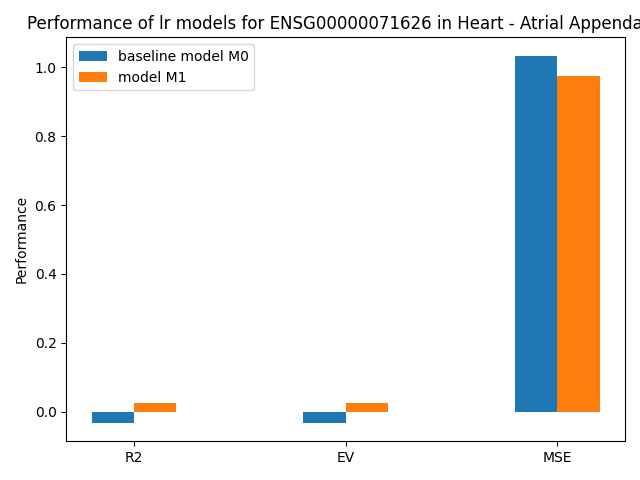 Performance of lr models for ENSG00000071626 in Heart - Atrial Appenda
baseline model M0
model M1
1.0
0.8
0.6
0.4
0.2
0.0
Performance
R2
EV
MSE